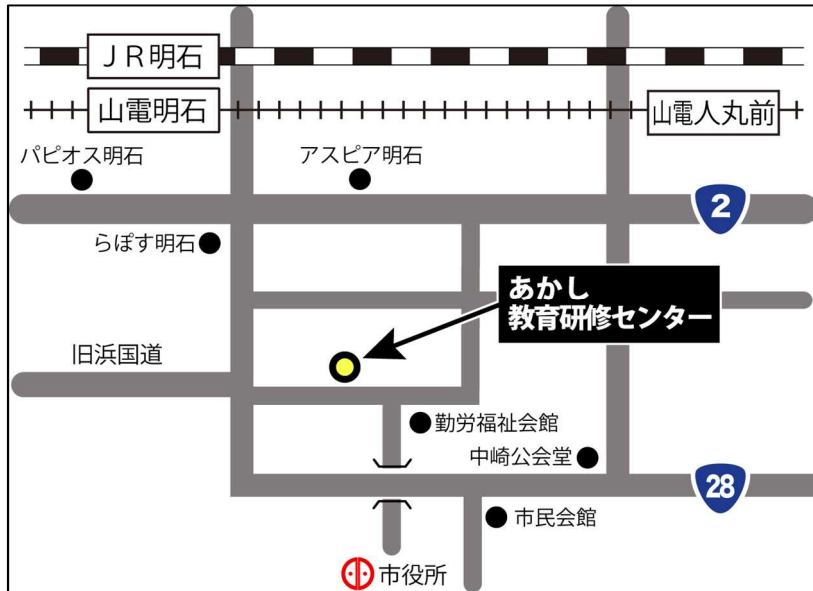 ＪＲ明石
山電明石
山電人丸前
パピオス明石
アスピア明石
2
らぽす明石
あかし
教育研修センター
旧浜国道
勤労福祉会館
中崎公会堂
28
市民会館
市役所